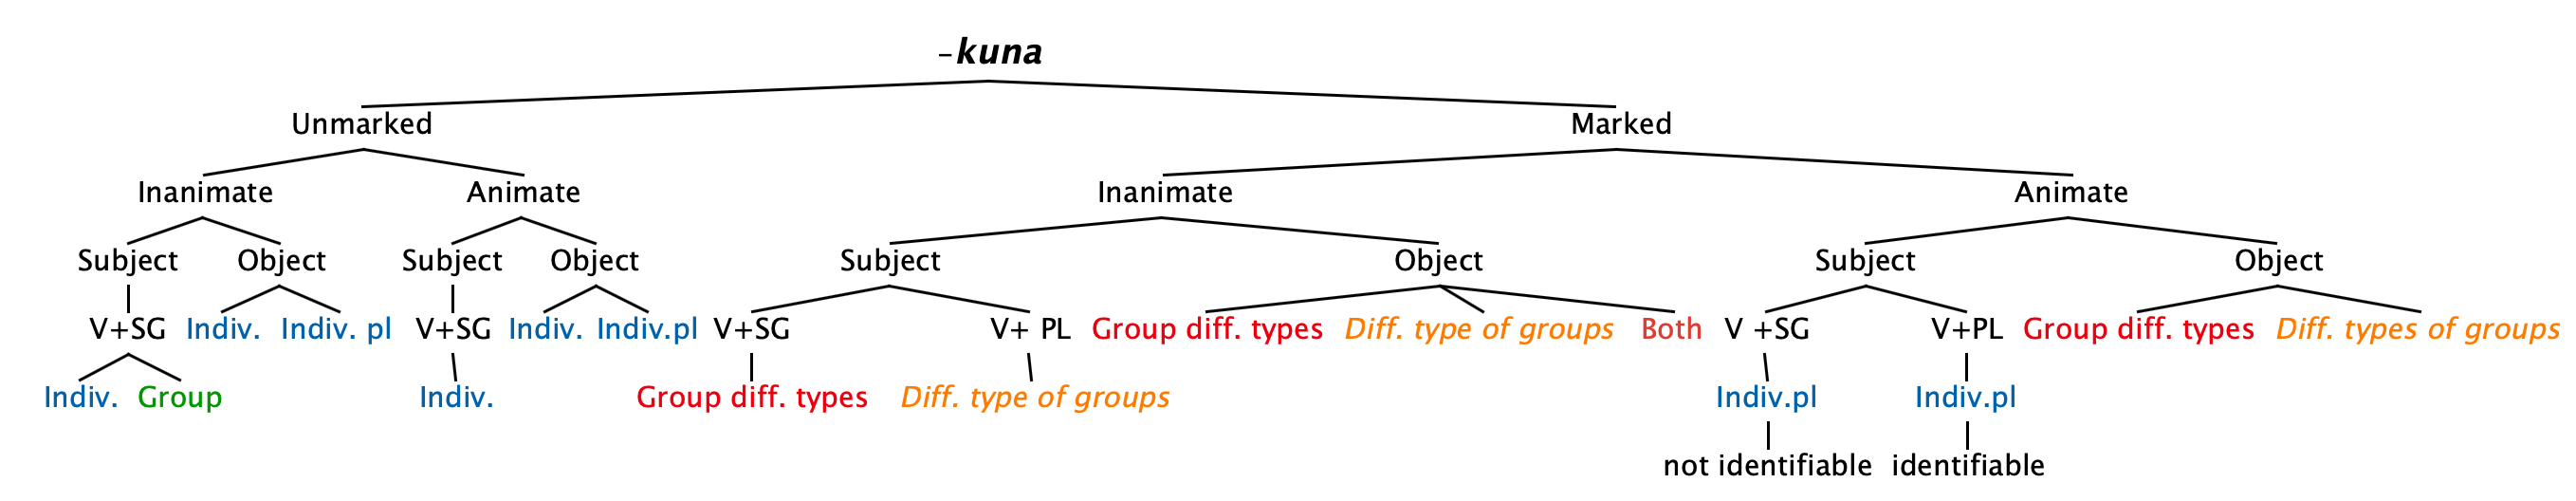 -kuna
Unmarked Marked
Inanimate Animate Inanimate Animate
Subject Object Subject Object Subject Object Subject Object
V+SG Indiv. Indiv. pl V+SG Indiv. Indiv.pl V+SG V+ PL Group diff. types Diff. type of groups Both V +SG V+PL Group diff. types Diff. types of groups
Indiv. Group Indiv. Group diff. types Diff. type of groups Indiv.pl Indiv.pl
not identifiable identifiable